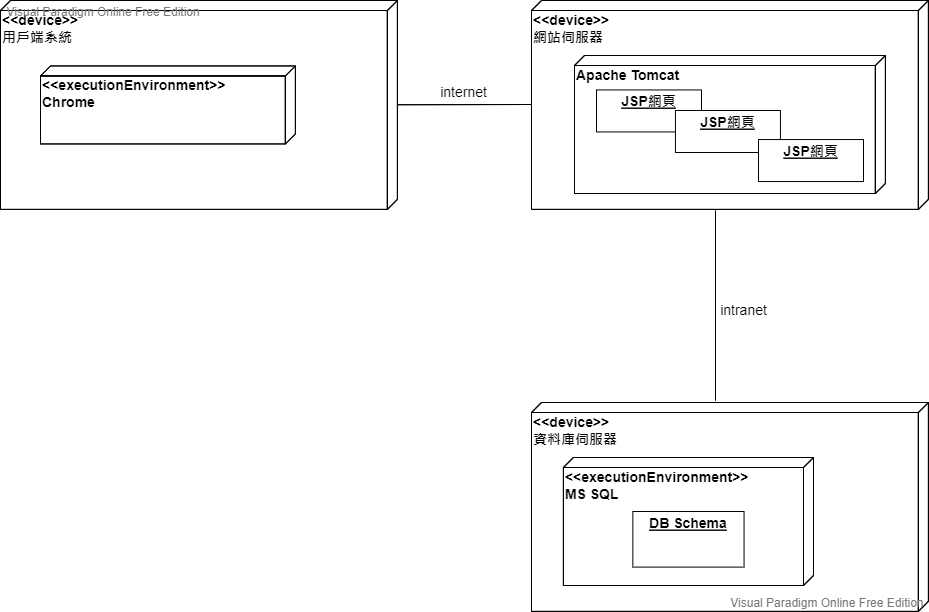 Visual Paradigm Online Free Edition
<<device>>
用戶端系統
<<executionEnvironment>>
Chrome
internet
<<device>>
網站伺服器
Apache Tomcat
JSP網頁
JSP網頁
JSP網頁
intranet
<<device>>
資料庫伺服器
<<executionEnvironment>>
MS SQL
DB Schema
Visual Paradigm Online Free Edition